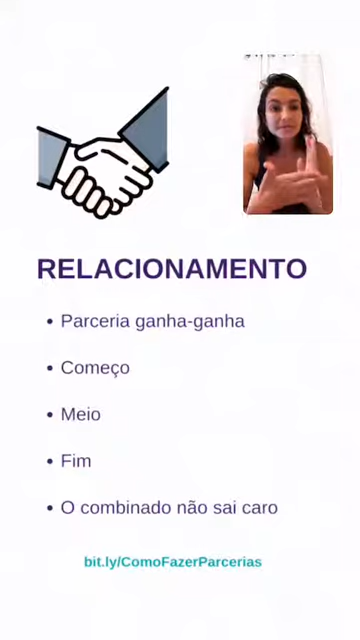 RELACIONAMENTO
• Parceria ganha-ganha
• Começo
• Meio
• Fim
• O combinado não sai caro
bit.ly/ComoFazerParcerias